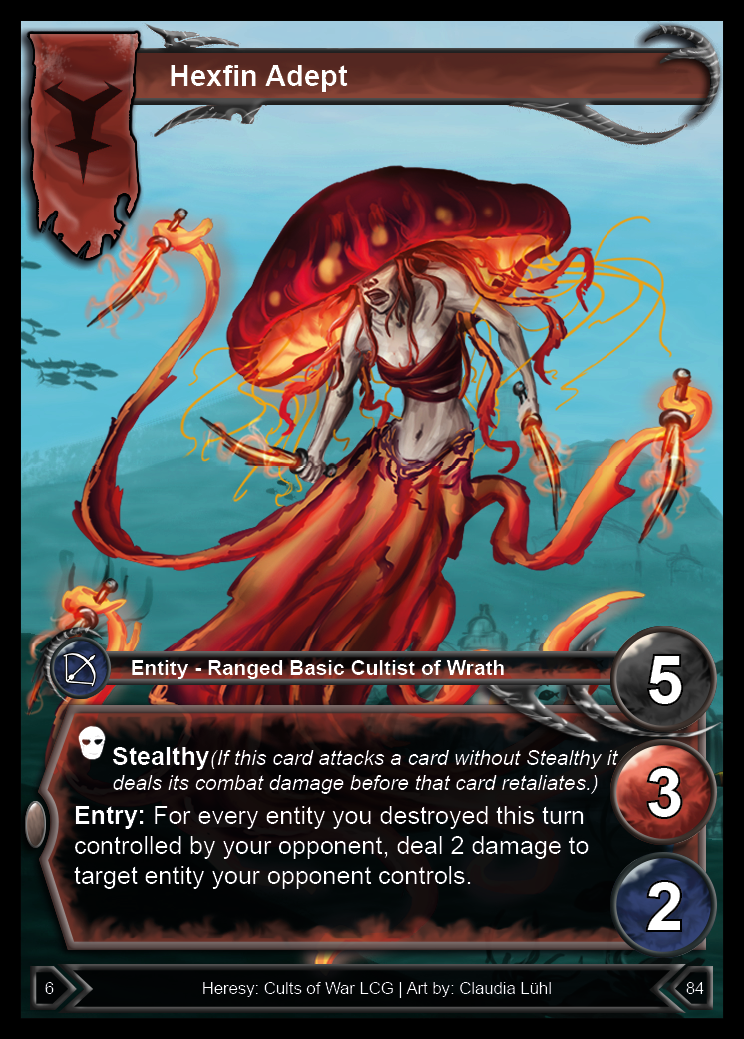 Hexfin Adept
Entity - Ranged Basic Cultist of Wrath
5
Stealthy(If this card attacks a card without Stealthy it
deals its combat damage before that card retaliates.)
3
Entry: For every entity you destroyed this turn
controlled by your opponent, deal 2 damage to
target entity your opponent controls.
2
6
Heresy: Cults of War LCG | Art by: Claudia Lühl
84